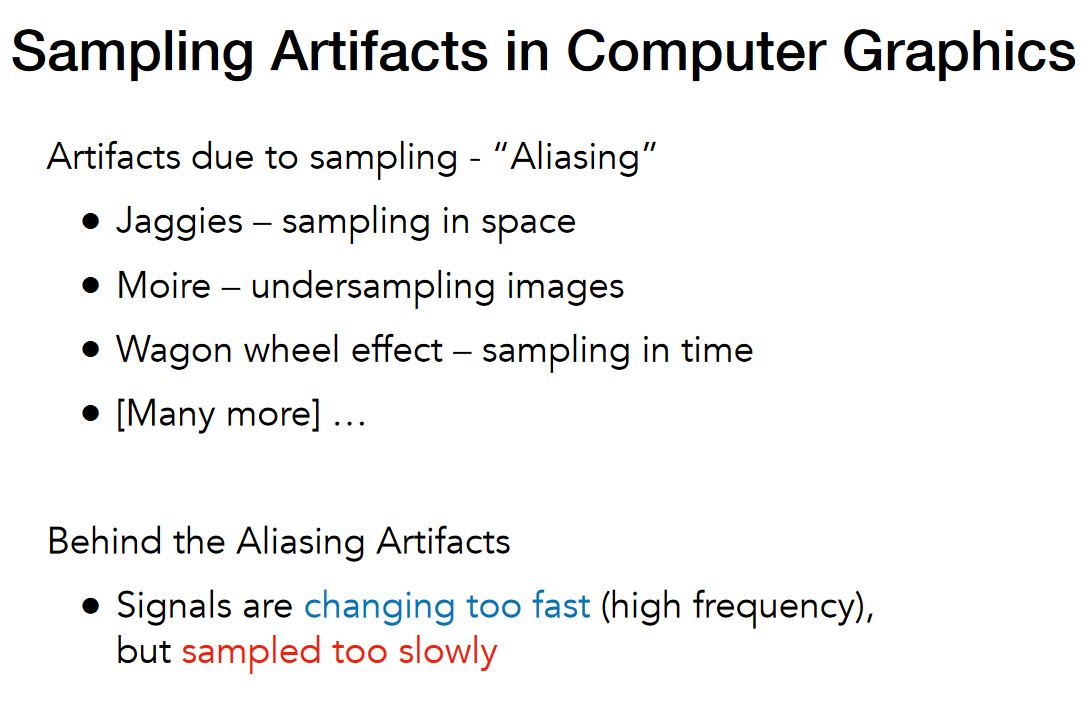 Sampling Artifacts in Computer Graphics
Artifacts due to sampling - “Aliasing”
● Jaggies – sampling in space
● Moire – undersampling images
● Wagon wheel effect – sampling in time
● [Many more] …
Behind the Aliasing Artifacts
● Signals are changing too fast (high frequency),
but sampled too slowly